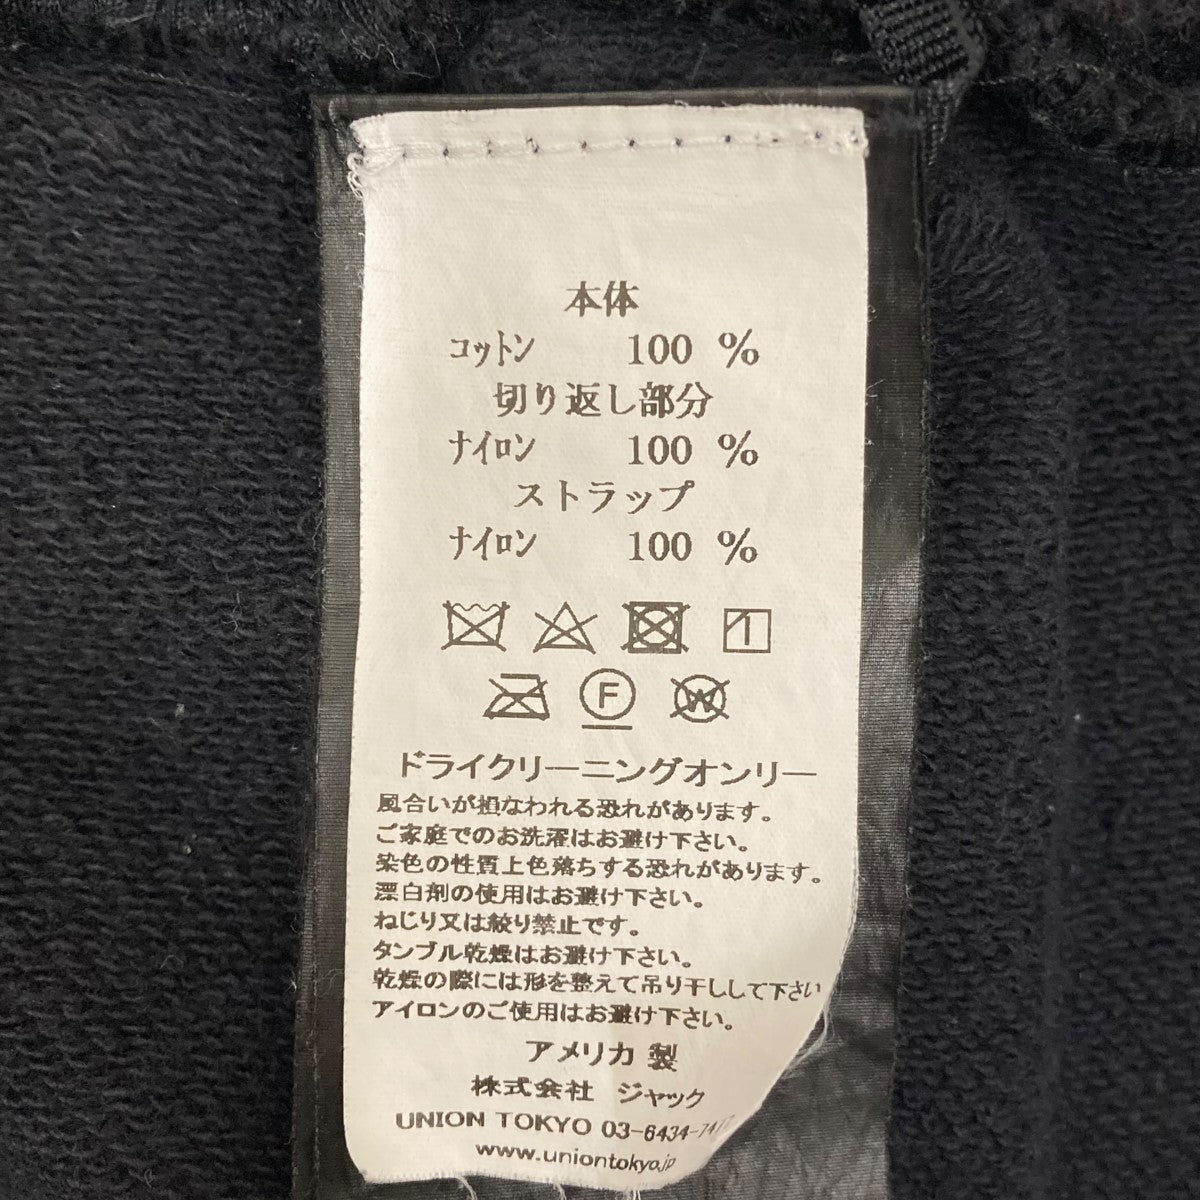 本体
コットン 100 %
切り返し部分
ナイロン 100 %
ストラップ
ナイロン 100 %
F W
ドライクリーニングオンリー
風合いが損なわれる恐れがあります。
ご家庭でのお洗濯はお避け下さい。
染色の性質上色落ちする恐れがあります。
漂白剤の使用はお避け下さい。
ねじり又は絞り禁止です。
タンブル乾燥はお避け下さい。
乾燥の際には形を整えて吊り干しして下さい
アイロンのご使用はお避け下さい。
アメリカ 製
株式会社 ジャック
UNION TOKYO
www.uniontokyo.jp